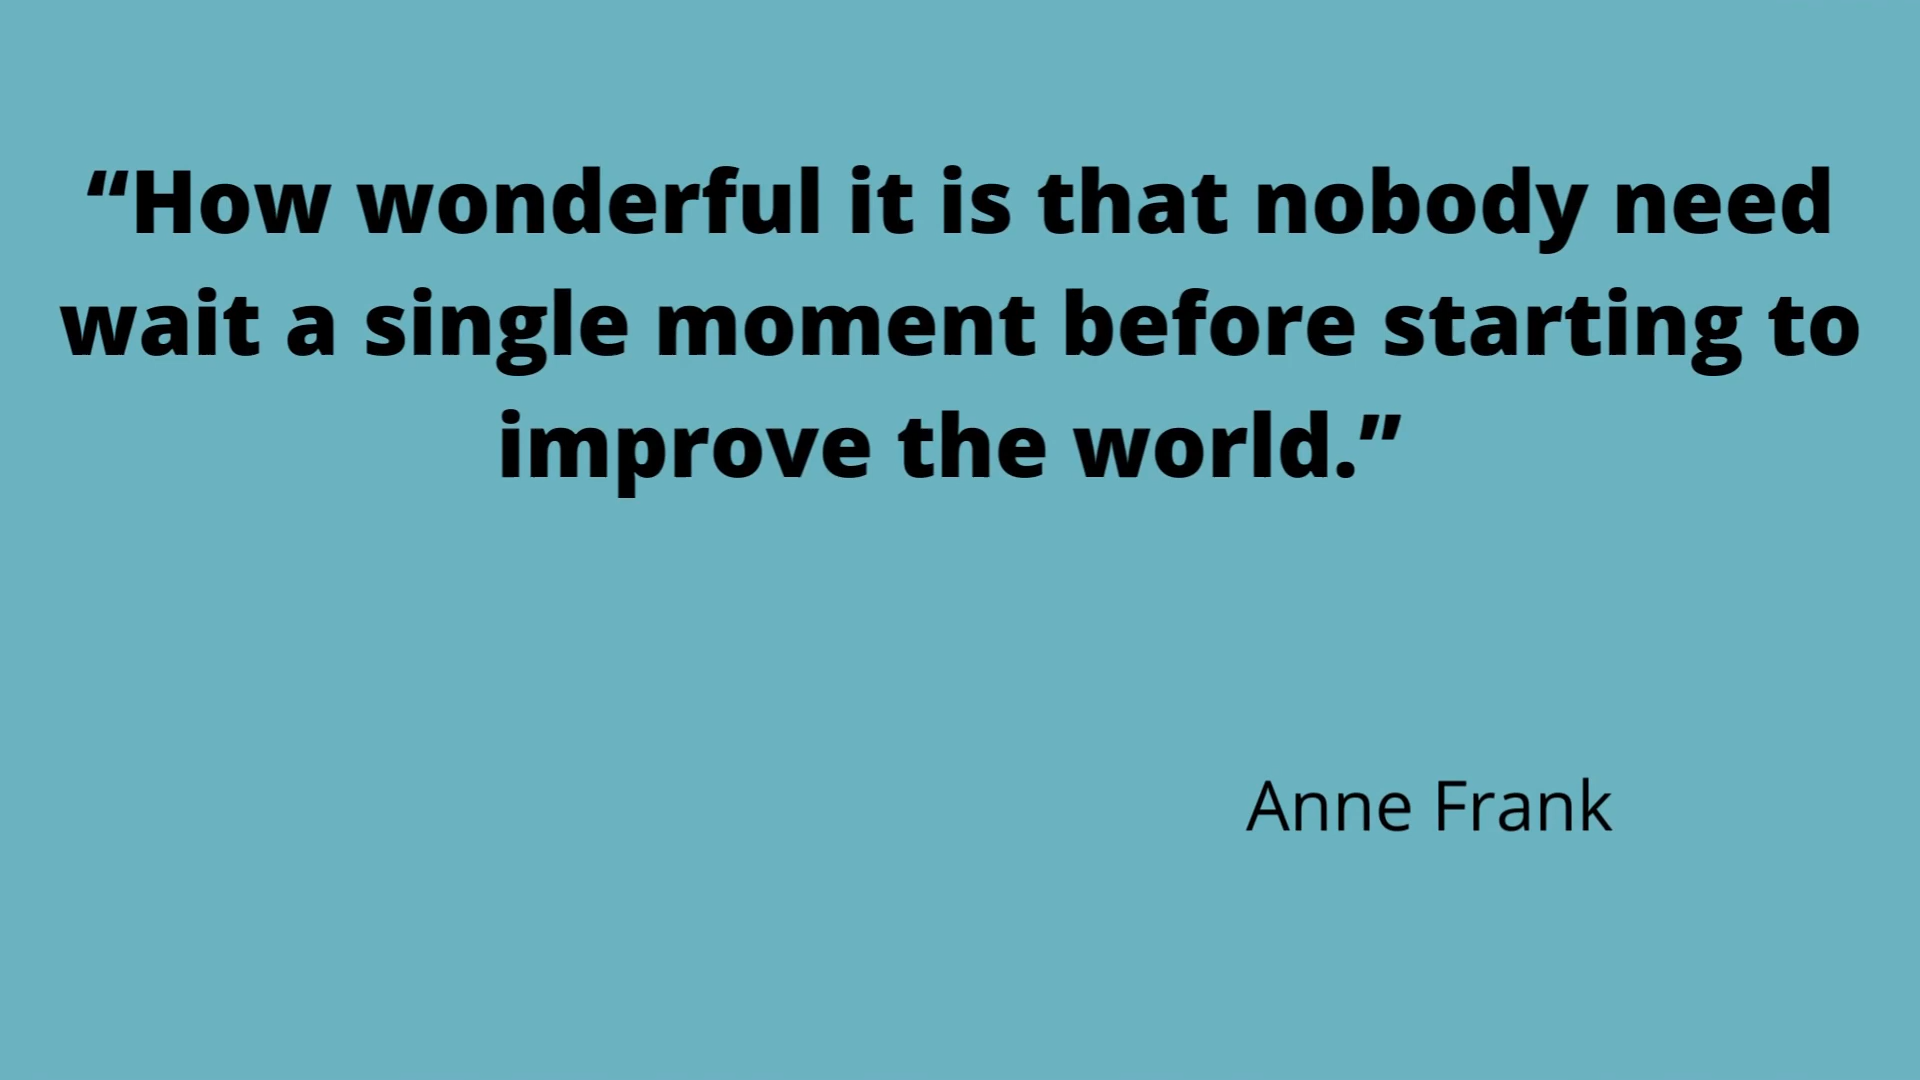 “How wonderful it is that nobody need
wait a single moment before starting to
improve the world.”
Anne Frank